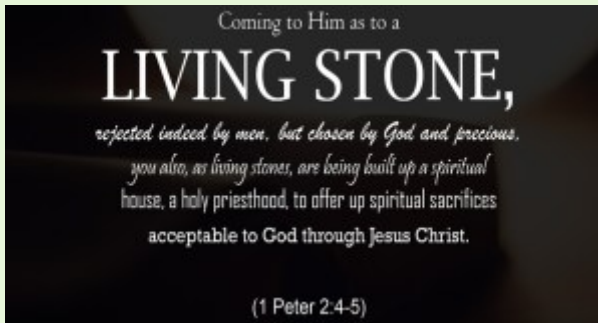 Coming to Him as to a
LIVING STONE,
rejected indeed by men, but chosen by God and precious,
you also, as living stones, are being built up a spiritual
house, a holy priesthood, to offer up spiritual sacrifices
acceptable to God through Jesus Christ.
(1 Peter 2:4-5)